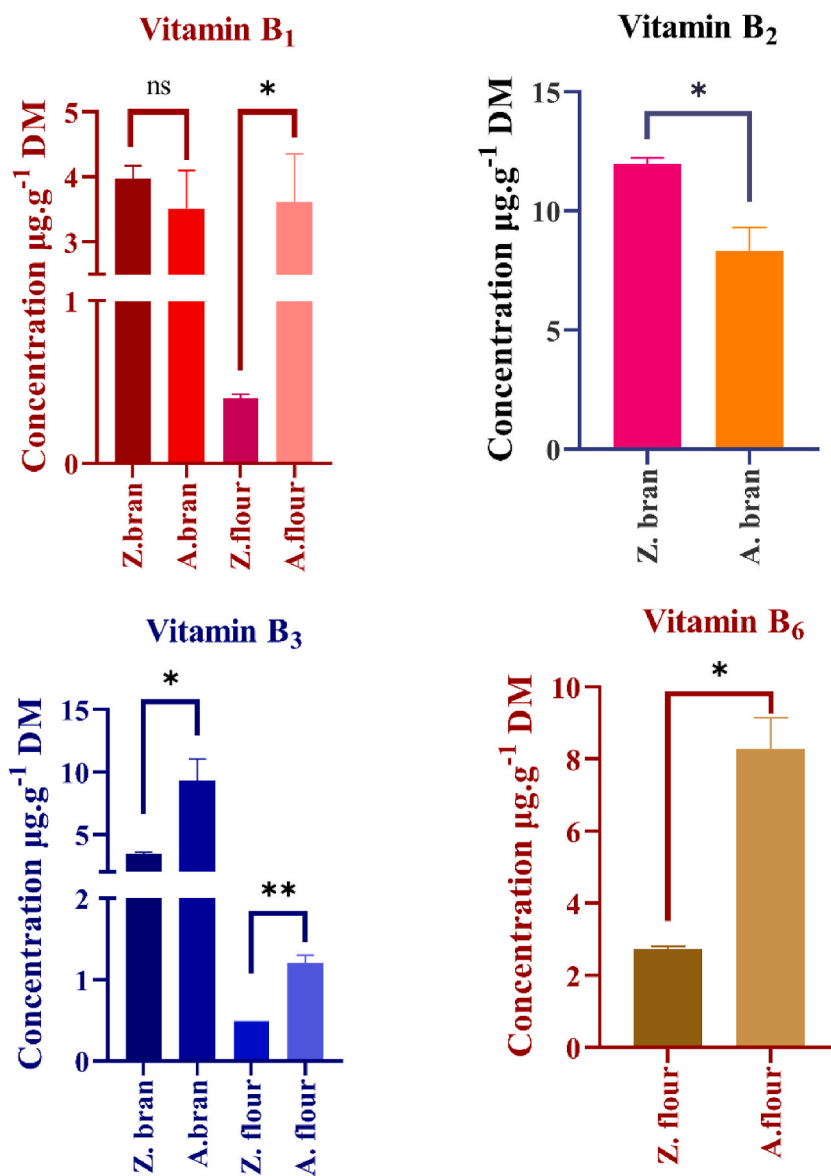 Vitamin B₁
ns
*
Concentration µg.g⁻¹ DM
5
4
3
1
0
Z.bran
A.bran
Z.flour
A.flour
Vitamin B₂
*
Concentration µg.g⁻¹ DM
15
10
5
0
Z. bran
A. bran
Vitamin B₃
*
**
Concentration µg.g⁻¹ DM
15
10
5
2
1
0
Z. bran
A.bran
Z. flour
A. flour
Vitamin B₆
*
Concentration µg.g⁻¹ DM
10
8
6
4
2
0
Z. flour
A.flour